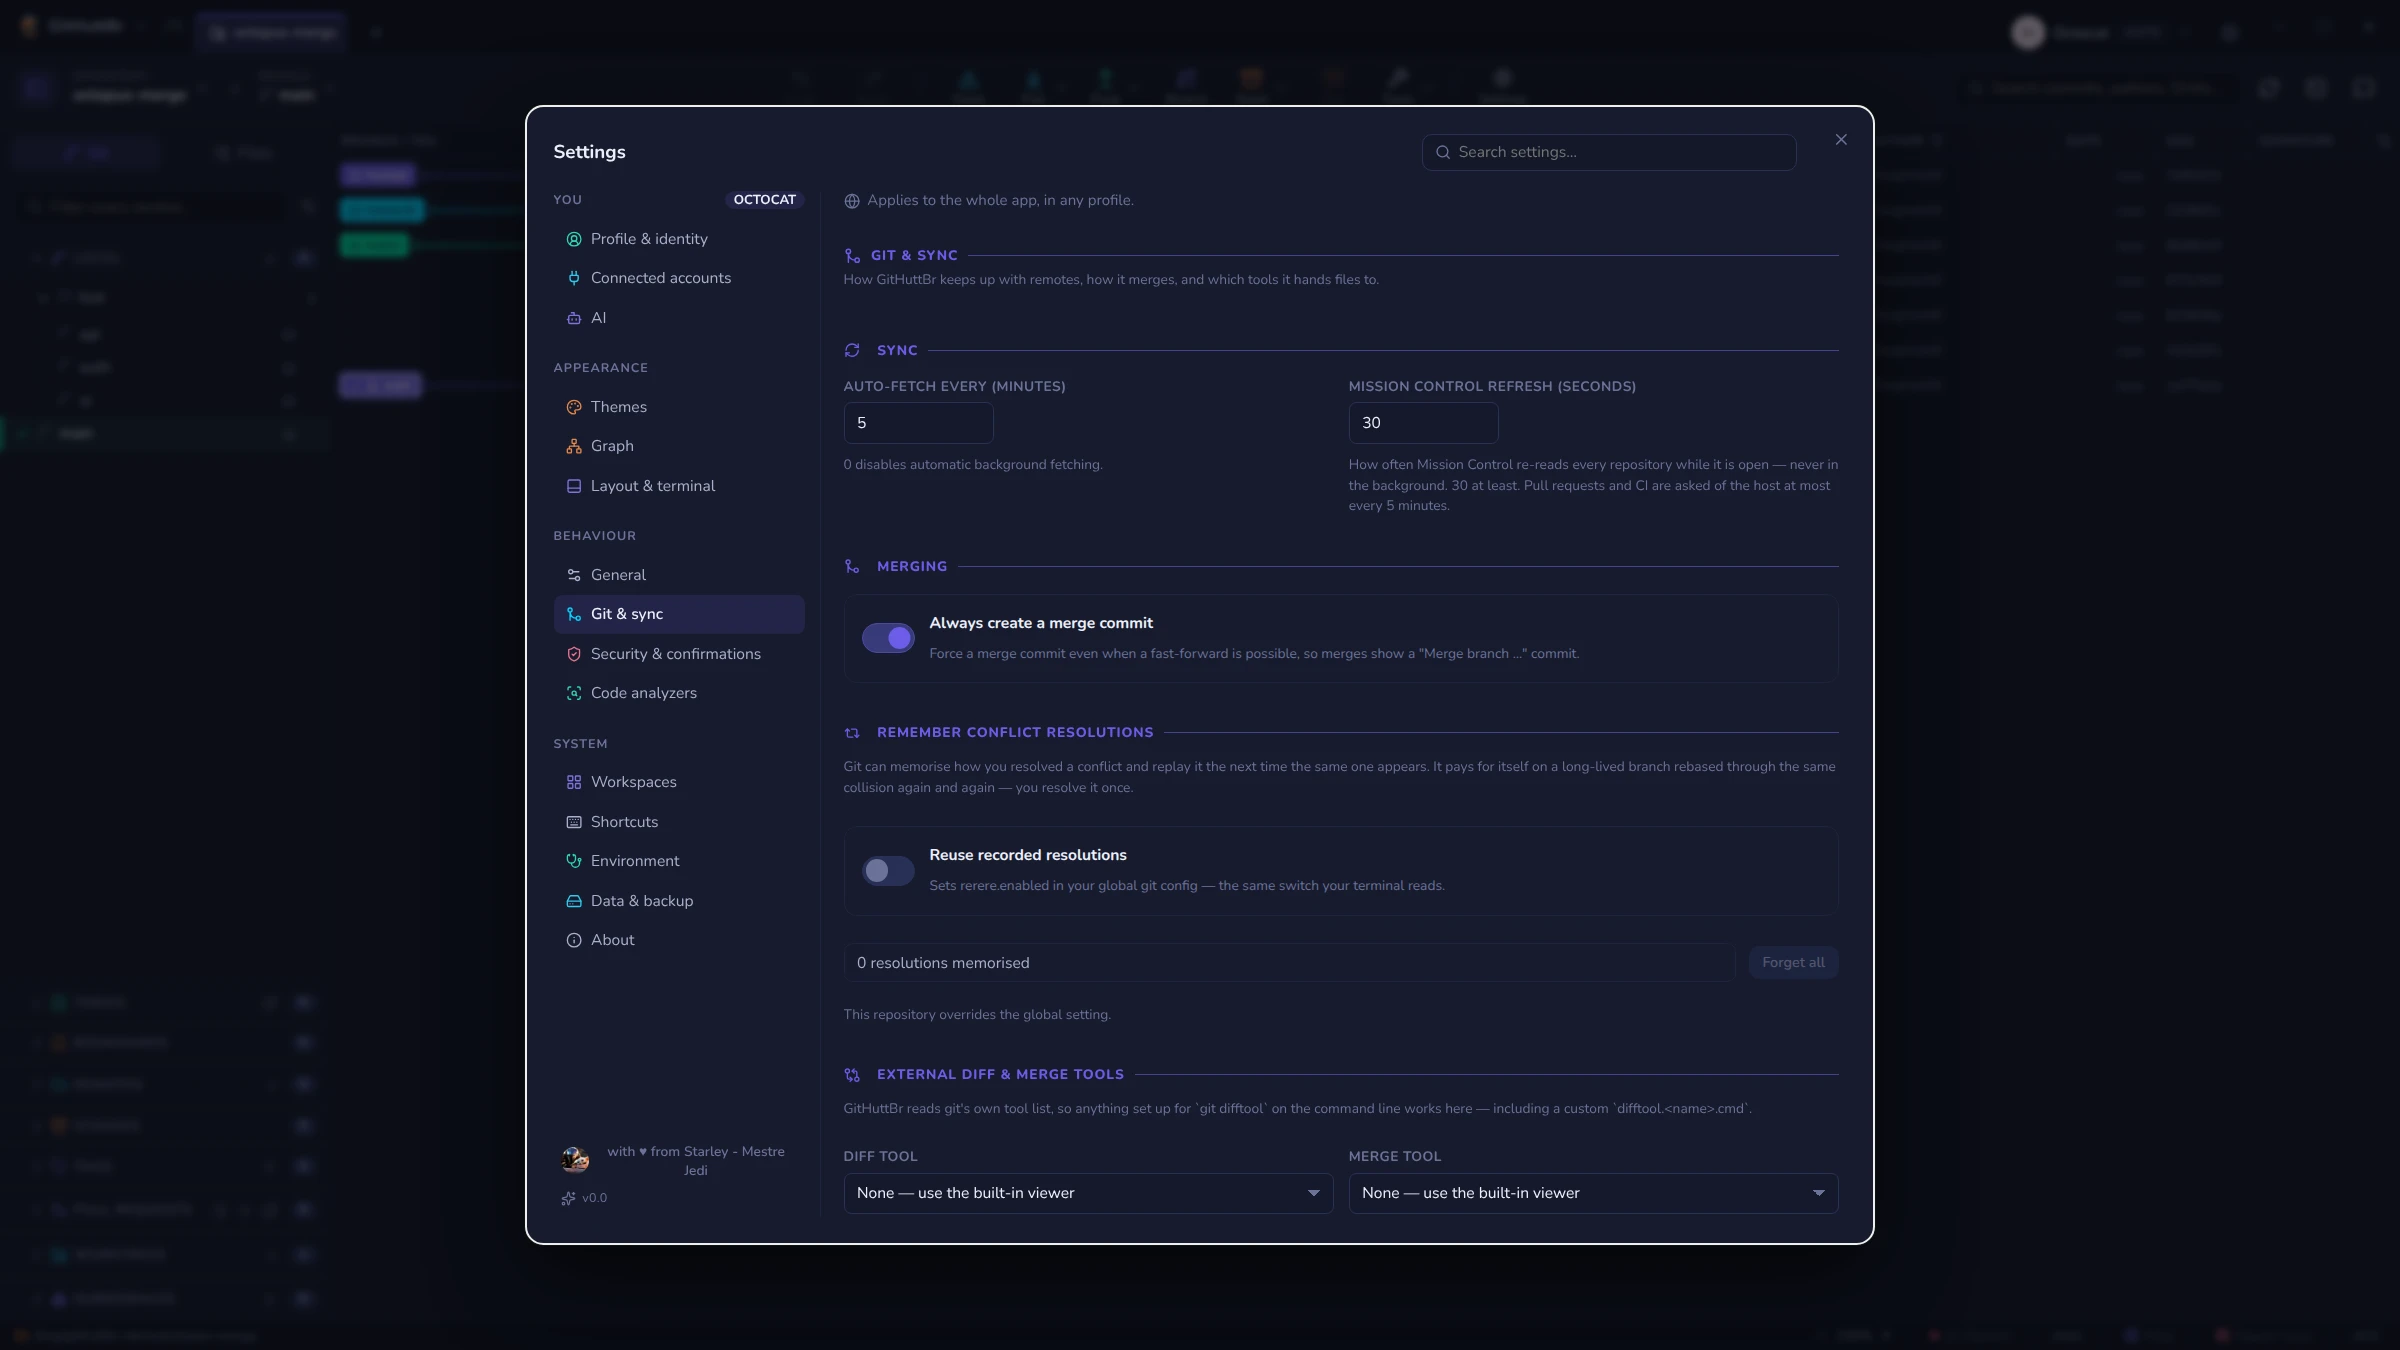 Settings
Search settings...
YOU
OCTOCAT
Profile & identity
Connected accounts
AI
APPEARANCE
Themes
Graph
Layout & terminal
BEHAVIOUR
General
Git & sync
Security & confirmations
Code analyzers
SYSTEM
Workspaces
Shortcuts
Environment
Data & backup
About
with ♥ from Starley - Mestre
Jedi
v0.0
Applies to the whole app, in any profile.
GIT & SYNC
How GitHuttBr keeps up with remotes, how it merges, and which tools it hands files to.
SYNC
AUTO-FETCH EVERY (MINUTES)
5
0 disables automatic background fetching.
MISSION CONTROL REFRESH (SECONDS)
30
How often Mission Control re-reads every repository while it is open — never in
the background. 30 at least. Pull requests and CI are asked of the host at most
every 5 minutes.
MERGING
Always create a merge commit
Force a merge commit even when a fast-forward is possible, so merges show a "Merge branch ..." commit.
REMEMBER CONFLICT RESOLUTIONS
Git can memorise how you resolved a conflict and replay it the next time the same one appears. It pays for itself on a long-lived branch rebased through the same
collision again and again — you resolve it once.
Reuse recorded resolutions
Sets rerere.enabled in your global git config — the same switch your terminal reads.
0 resolutions memorised
Forget all
This repository overrides the global setting.
EXTERNAL DIFF & MERGE TOOLS
GitHuttBr reads git's own tool list, so anything set up for `git difftool` on the command line works here — including a custom `difftool.<name>.cmd`.
DIFF TOOL
None — use the built-in viewer
MERGE TOOL
None — use the built-in viewer